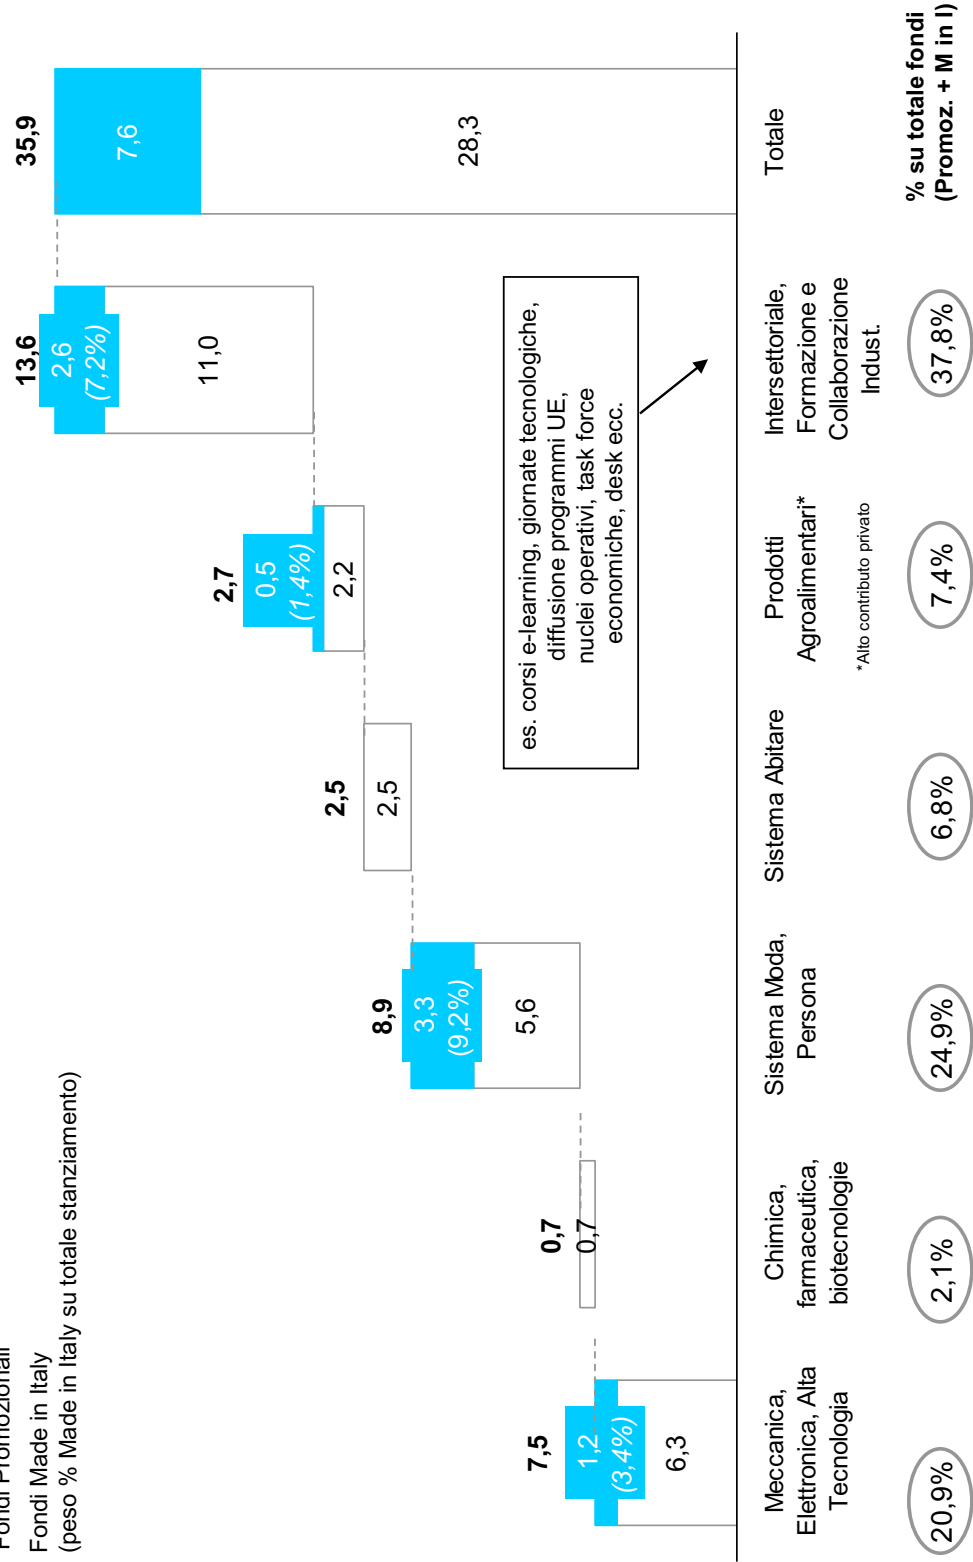 Fondi Promozionali
Fondi Made in Italy
(peso % Made in Italy su totale stanziamento)
7,5
1,2
(3,4%)
6,3
0,7
0,7
8,9
3,3
(9,2%)
5,6
2,5
2,5
2,7
0,5
(1,4%)
2,2
13,6
2,6
(7,2%)
11,0
35,9
7,6
28,3
es. corsi e-learning, giornate tecnologiche,
diffusione programmi UE,
nuclei operativi, task force
economiche, desk ecc.
Meccanica,
Elettronica, Alta
Tecnologia
Chimica,
farmaceutica,
biotecnologie
Sistema Moda,
Persona
Sistema Abitare
Prodotti
Agroalimentari*
*Alto contributo privato
Intersettoriale,
Formazione e
Collaborazione
Indust.
Totale
20,9%
2,1%
24,9%
6,8%
7,4%
37,8%
% su totale fondi
(Promoz. + M in I)